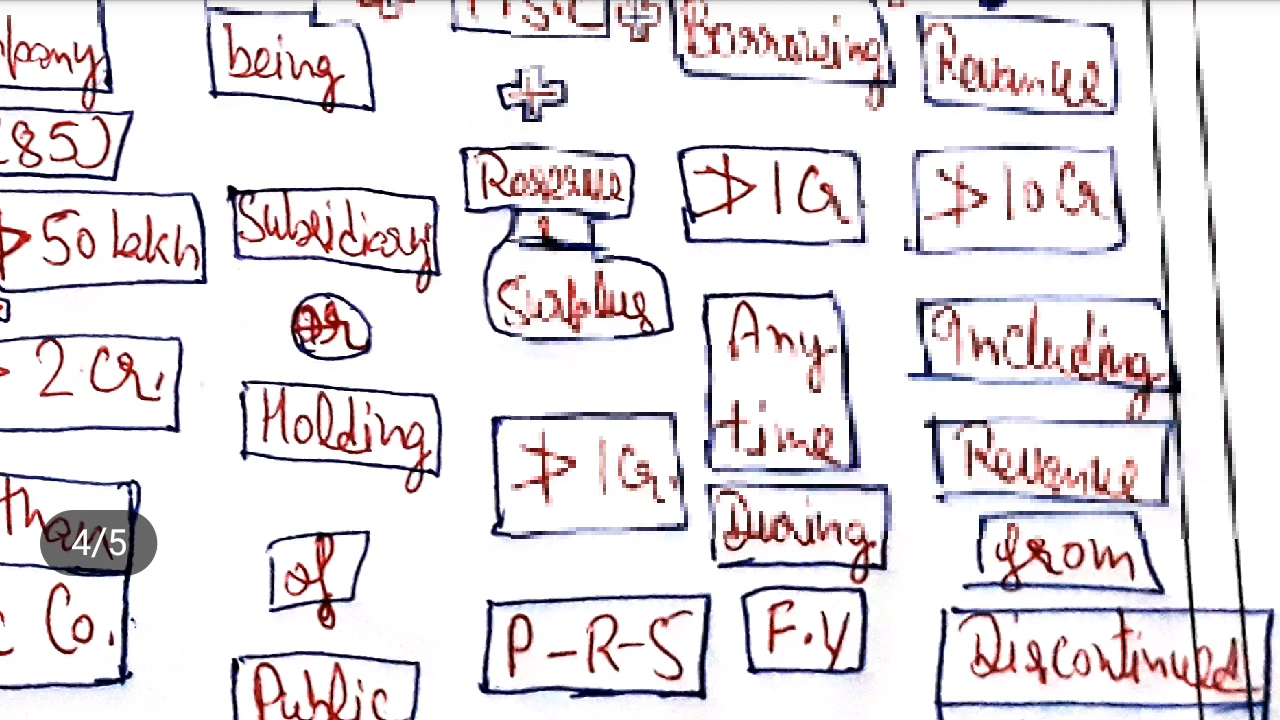 being
Borrowing
Revenue
85)
Reserve
⊅ 1 Cr
⊅ 10 Cr
⊅ 50 lakh
Subsidiary
&
Surplus
or
Any
time
Including
2 Cr.
Holding
⊅ 1 Cr.
Revenue
than
During
from
4/5
of
Co.
P-R-S
F.Y
Discontinued
Public